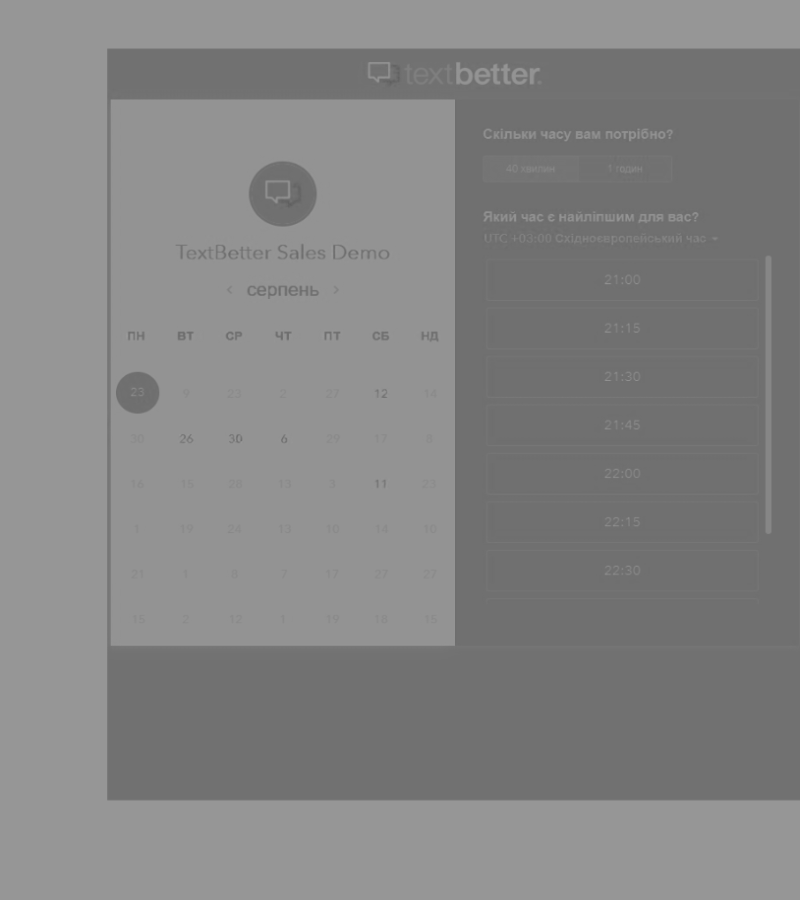 textbetter.
Скільки часу вам потрібно?
40 хвилин 1 годин
Який час є найліпшим для вас?
UTC +03:00 Східноєвропейський час
TextBetter Sales Demo
‹ серпень ›
ПН ВТ СР ЧТ ПТ СБ НД
23 9 23 2 27 12 14
30 26 30 6 29 17 8
16 15 28 13 3 11 23
1 19 24 13 10 14 10
21 1 6 7 17 27 27
15 2 12 1 19 18 15
21:00
21:15
21:30
21:45
22:00
22:15
22:30